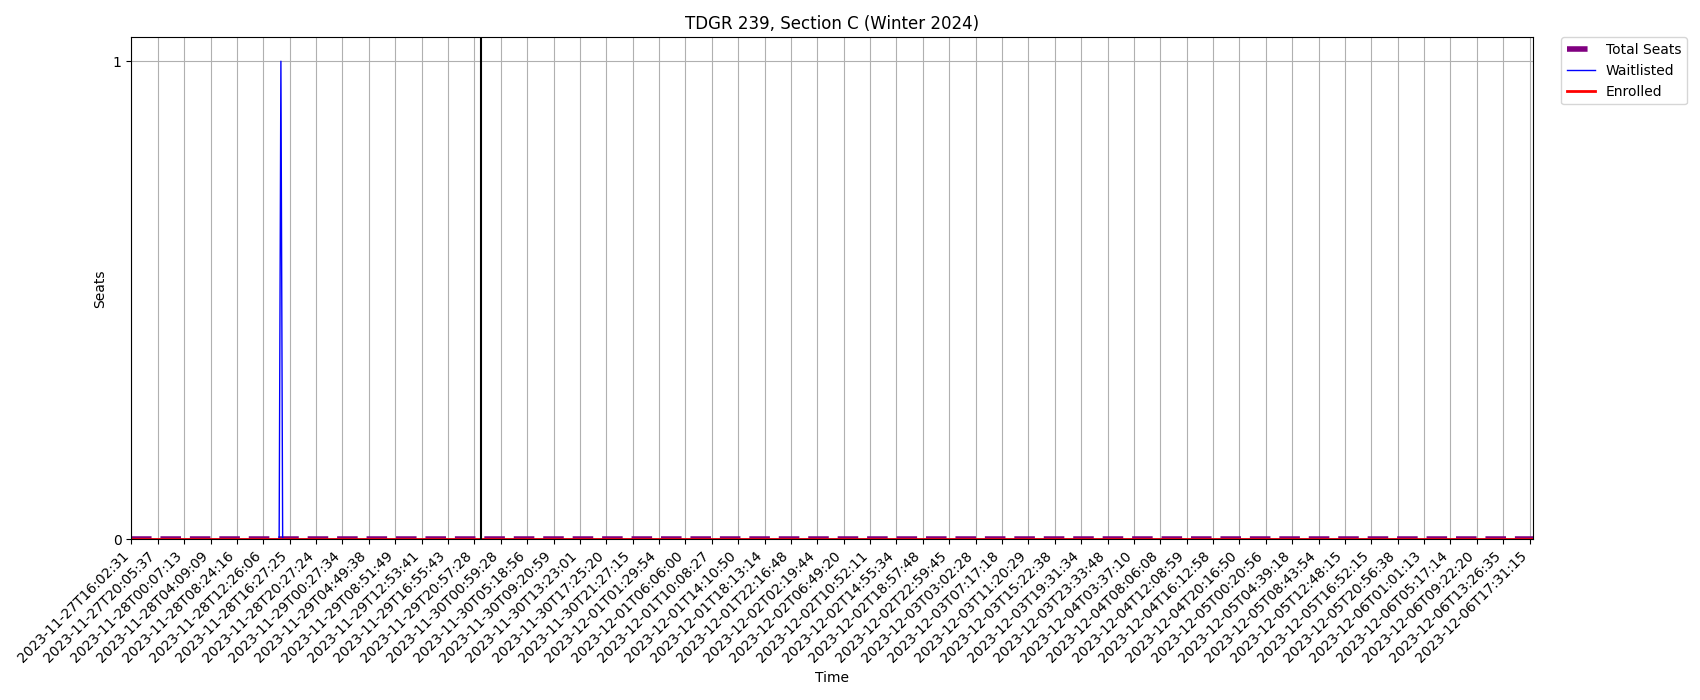 TDGR 239, Section C (Winter 2024)
Total Seats
Waitlisted
Enrolled
Seats
1
0
2023-11-27T16:02:31
2023-11-27T20:05:37
2023-11-28T00:07:13
2023-11-28T04:09:09
2023-11-28T08:24:16
2023-11-28T12:26:06
2023-11-28T16:27:25
2023-11-28T20:27:24
2023-11-29T00:27:34
2023-11-29T04:49:38
2023-11-29T08:51:49
2023-11-29T12:53:41
2023-11-29T16:55:43
2023-11-29T20:57:28
2023-11-30T00:59:28
2023-11-30T05:18:56
2023-11-30T09:20:59
2023-11-30T13:23:01
2023-11-30T17:25:20
2023-11-30T21:27:15
2023-12-01T01:29:54
2023-12-01T06:06:00
2023-12-01T10:08:27
2023-12-01T14:10:50
2023-12-01T18:13:14
2023-12-01T22:16:48
2023-12-02T02:19:44
2023-12-02T06:49:20
2023-12-02T10:52:11
2023-12-02T14:55:34
2023-12-02T18:57:48
2023-12-02T22:59:45
2023-12-03T03:02:28
2023-12-03T07:17:18
2023-12-03T11:20:29
2023-12-03T15:22:38
2023-12-03T19:31:34
2023-12-03T23:33:48
2023-12-04T03:37:10
2023-12-04T08:06:08
2023-12-04T12:08:59
2023-12-04T16:12:58
2023-12-04T20:16:50
2023-12-05T00:20:56
2023-12-05T04:39:18
2023-12-05T08:43:54
2023-12-05T12:48:15
2023-12-05T16:52:15
2023-12-05T20:56:38
2023-12-06T01:01:13
2023-12-06T05:17:14
2023-12-06T09:22:20
2023-12-06T13:26:35
2023-12-06T17:31:15
Time